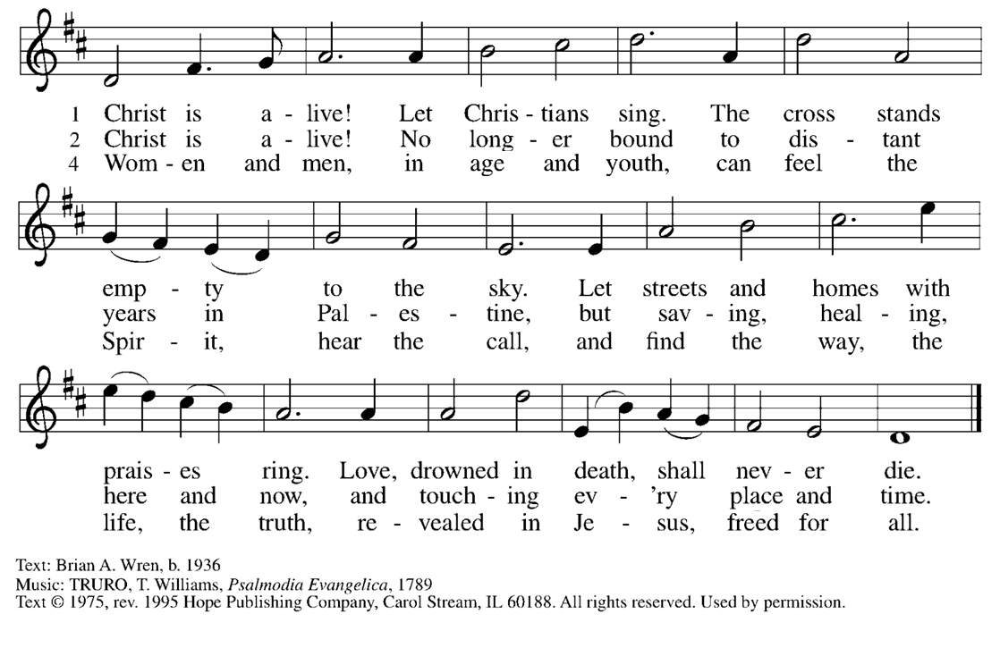 1 Christ is a - live! Let Chris - tians sing. The cross stands
2 Christ is a - live! No long - er bound to dis - tant
4 Wom - en and men, in age and youth, can feel the
emp - ty to the sky. Let streets and homes with
years in Pal - es - tine, but sav - ing, heal - ing,
Spir - it, hear the call, and find the way, the
prais - es ring. Love, drowned in death, shall nev - er die.
here and now, and touch - ing ev - 'ry place and time.
life, the truth, re - vealed in Je - sus, freed for all.
Text: Brian A. Wren, b. 1936
Music: TRURO, T. Williams, Psalmodia Evangelica, 1789
Text © 1975, rev. 1995 Hope Publishing Company, Carol Stream, IL 60188. All rights reserved. Used by permission.